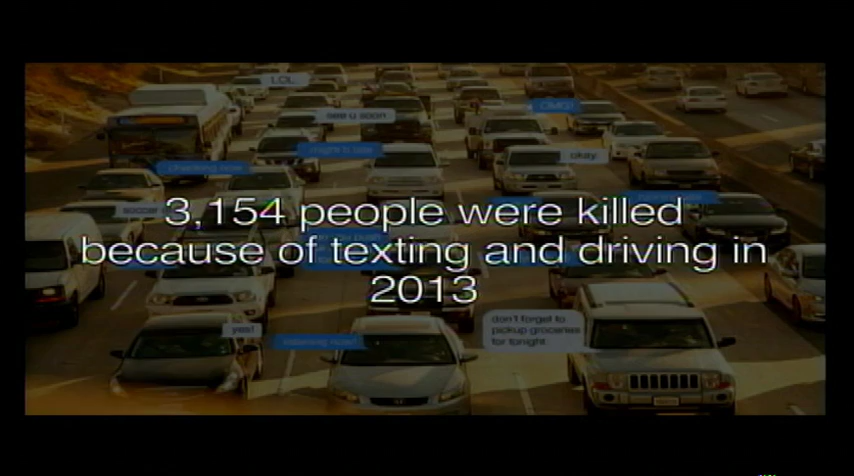 LOL
see u soon
OMG!
okay
soccer
3,154 people were killed
because of texting and driving in
2013
yes!
don't forget to
pickup groceries
for tonight.